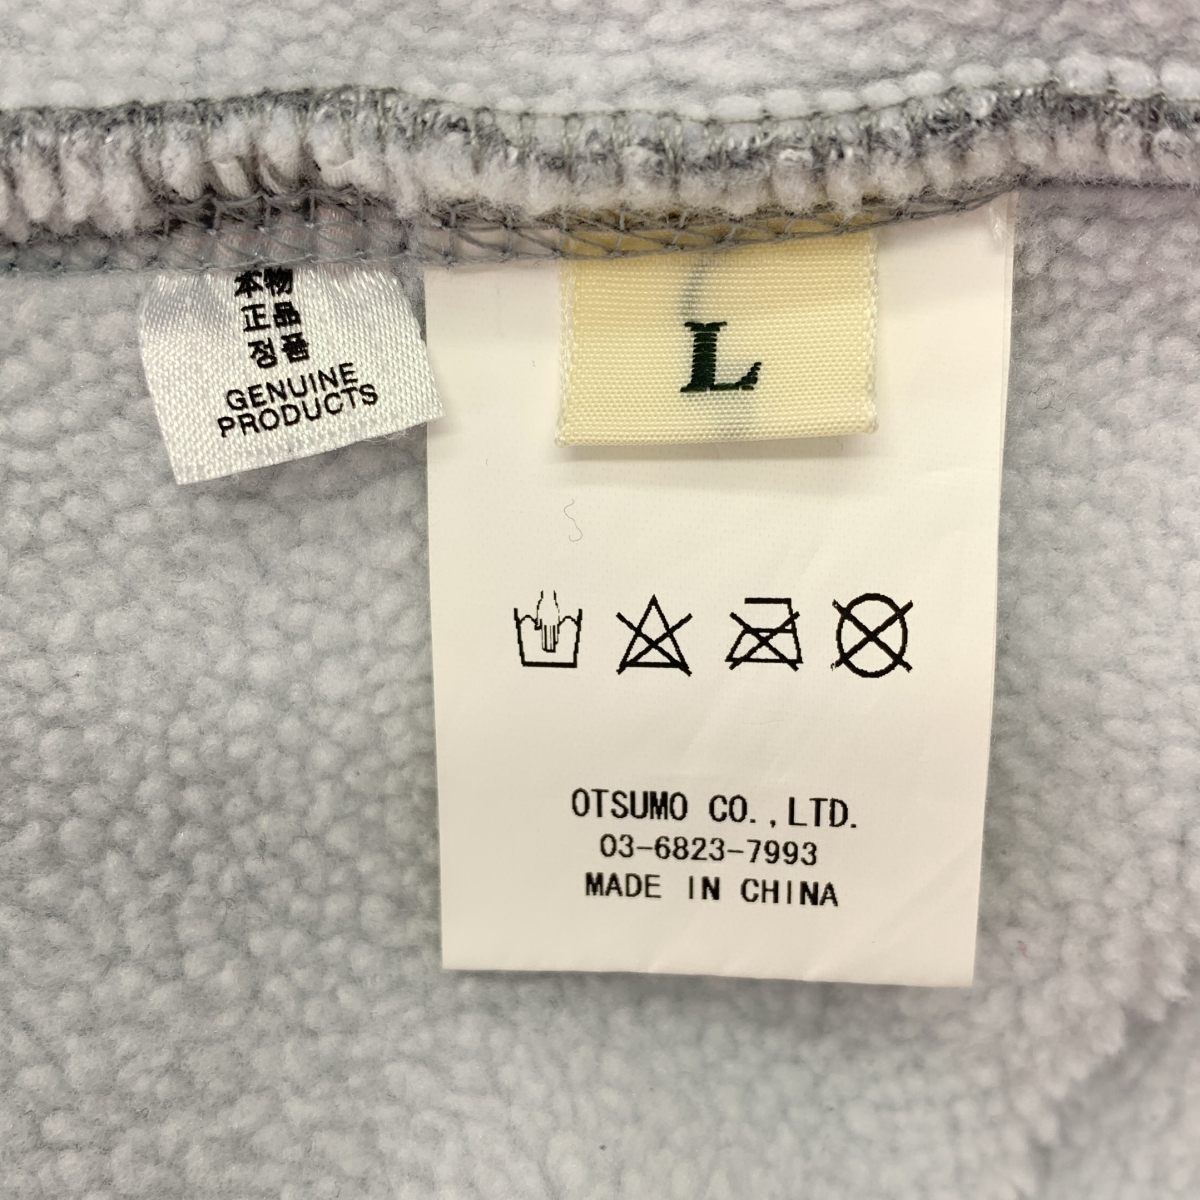 本物
正品
정품
GENUINE
PRODUCTS
L
OTSUMO CO.,LTD.
03-6823-7993
MADE IN CHINA